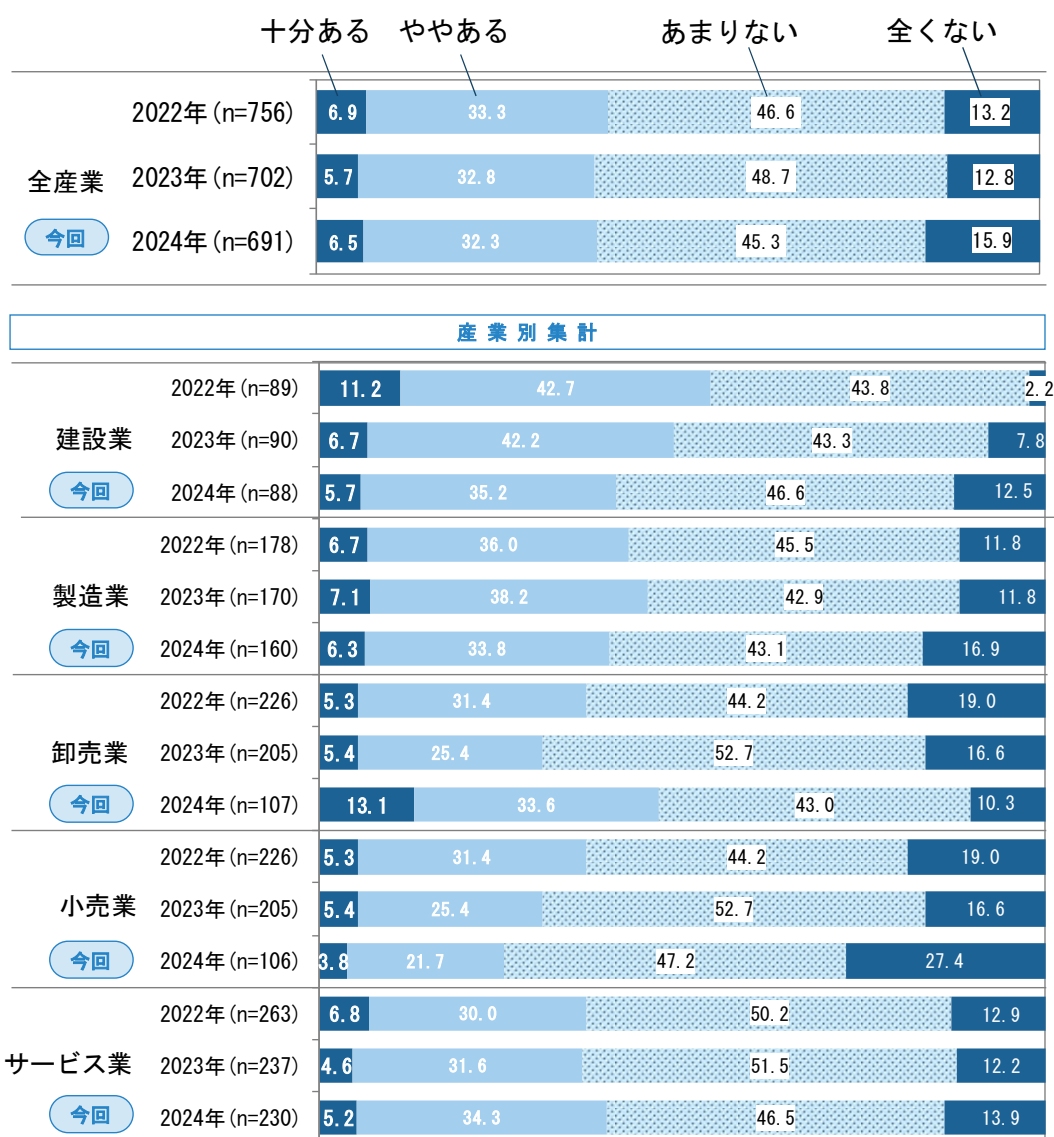 十分ある ややある あまりない 全くない
2022年(n=756) 6.9 33.3 46.6 13.2
全産業 2023年(n=702) 5.7 32.8 48.7 12.8
今回 2024年(n=691) 6.5 32.3 45.3 15.9
産業別集計
2022年(n=89) 11.2 42.7 43.8 2.2
建設業 2023年(n=90) 6.7 42.2 43.3 7.8
今回 2024年(n=88) 5.7 35.2 46.6 12.5
2022年(n=178) 6.7 36.0 45.5 11.8
製造業 2023年(n=170) 7.1 38.2 42.9 11.8
今回 2024年(n=160) 6.3 33.8 43.1 16.9
2022年(n=226) 5.3 31.4 44.2 19.0
卸売業 2023年(n=205) 5.4 25.4 52.7 16.6
今回 2024年(n=107) 13.1 33.6 43.0 10.3
2022年(n=226) 5.3 31.4 44.2 19.0
小売業 2023年(n=205) 5.4 25.4 52.7 16.6
今回 2024年(n=106) 3.8 21.7 47.2 27.4
2022年(n=263) 6.8 30.0 50.2 12.9
サービス業 2023年(n=237) 4.6 31.6 51.5 12.2
今回 2024年(n=230) 5.2 34.3 46.5 13.9